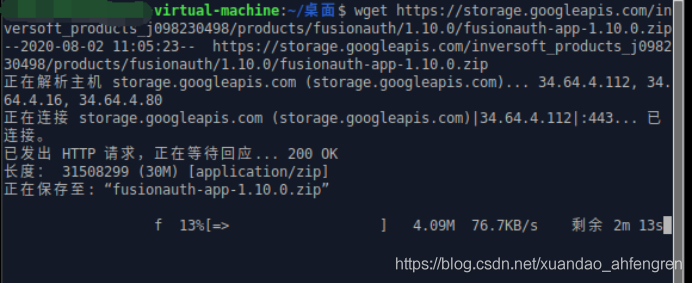 virtual-machine:~/桌面$ wget https://storage.googleapis.com/in
versoft_products_j098230498/products/fusionauth/1.10.0/fusionauth-app-1.10.0.zip
--2020-08-02 11:05:23--  https://storage.googleapis.com/inversoft_products_j0982
30498/products/fusionauth/1.10.0/fusionauth-app-1.10.0.zip
正在解析主机 storage.googleapis.com (storage.googleapis.com)... 34.64.4.112, 34.
64.4.16, 34.64.4.80
正在连接 storage.googleapis.com (storage.googleapis.com)|34.64.4.112|:443... 已
连接。
已发出 HTTP 请求，正在等待回应... 200 OK
长度： 31508299 (30M) [application/zip]
正在保存至: “fusionauth-app-1.10.0.zip”
f  13%[=>                  ]   4.09M  76.7KB/s    剩余 2m 13s
https://blog.csdn.net/xuandao_ahfengren